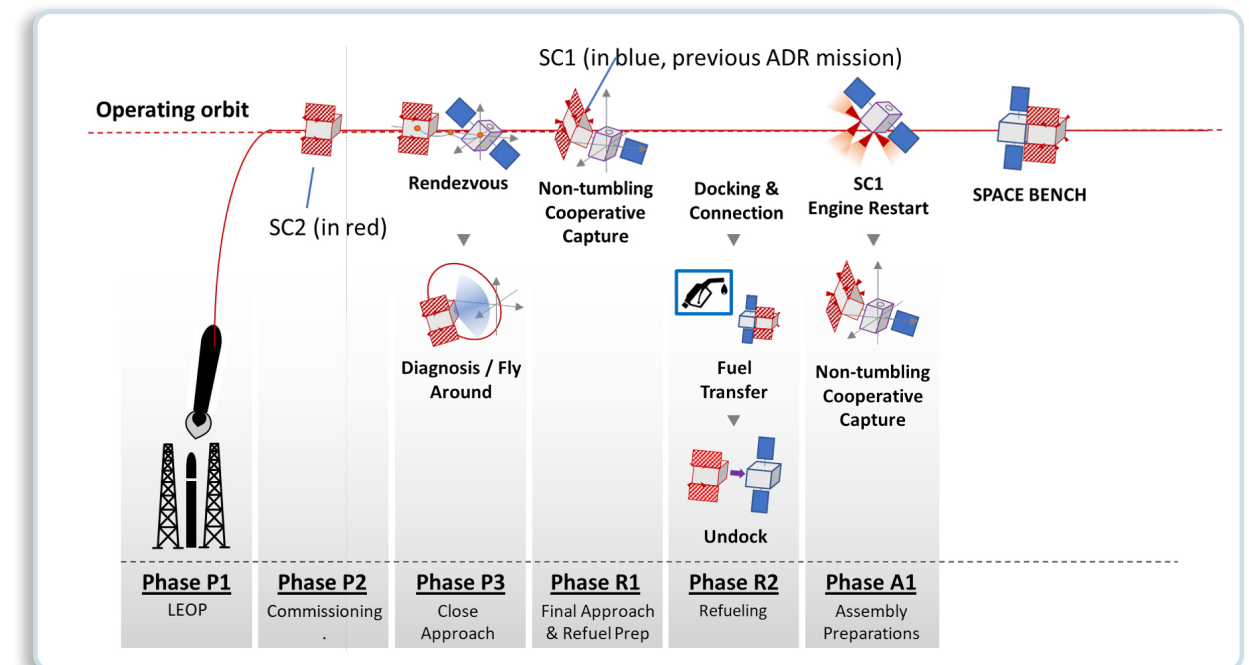 SC1 (in blue, previous ADR mission)
Operating orbit
SC2 (in red)
Rendezvous
Diagnosis / Fly
Around
Non-tumbling
Cooperative
Capture
Docking &
Connection
Fuel
Transfer
Undock
SC1
Engine Restart
Non-tumbling
Cooperative
Capture
SPACE BENCH
Phase P1
LEOP
Phase P2
Commissioning
.
Phase P3
Close
Approach
Phase R1
Final Approach
& Refuel Prep
Phase R2
Refueling
Phase A1
Assembly
Preparations